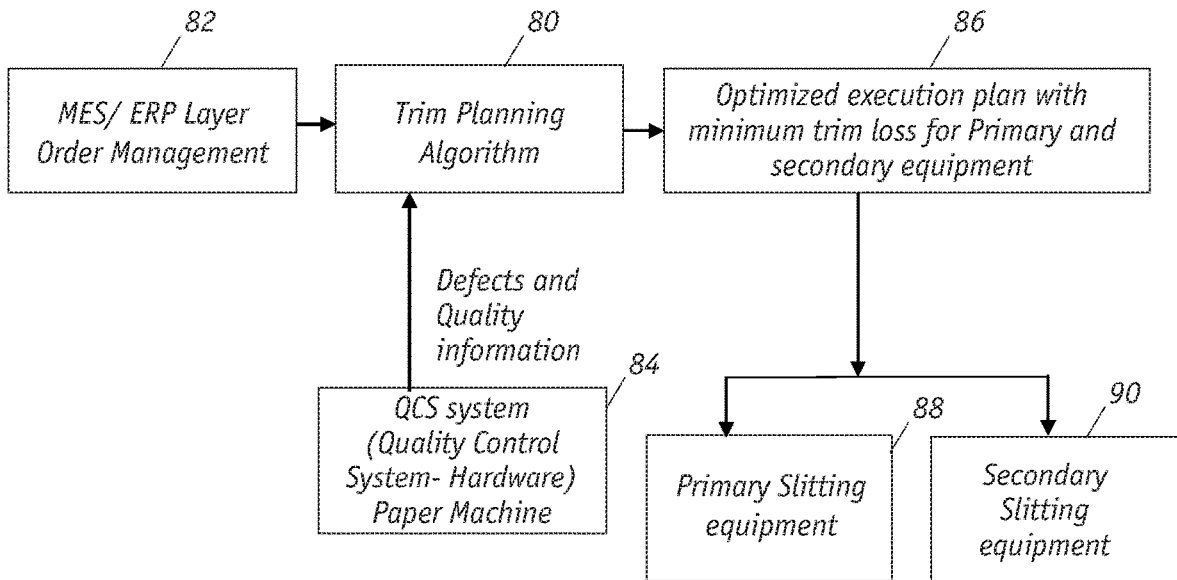 82
80
86
MES/ ERP Layer
Order Management
Trim Planning
Algorithm
Optimized execution plan with
minimum trim loss for Primary and
secondary equipment
Defects and
Quality
information
84
QCS system
(Quality Control
System- Hardware)
Paper Machine
88
Primary Slitting
equipment
90
Secondary
Slitting
equipment